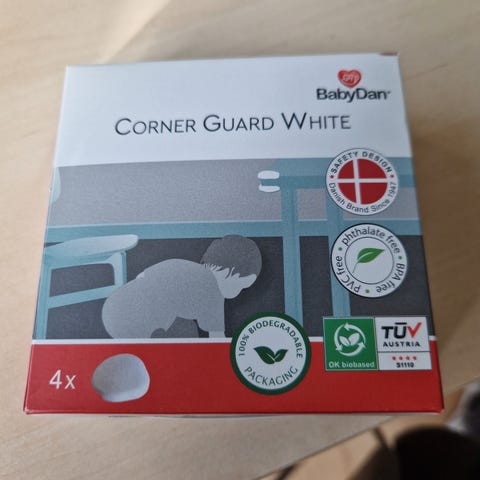 BabyDan®
CORNER GUARD WHITE
SAFETY DESIGN
Danish Brand Since 1947
phthalate free
PVC free
BPA free
100% BIODEGRADABLE
PACKAGING
OK biobased
TÜV
AUSTRIA
S1110
4x